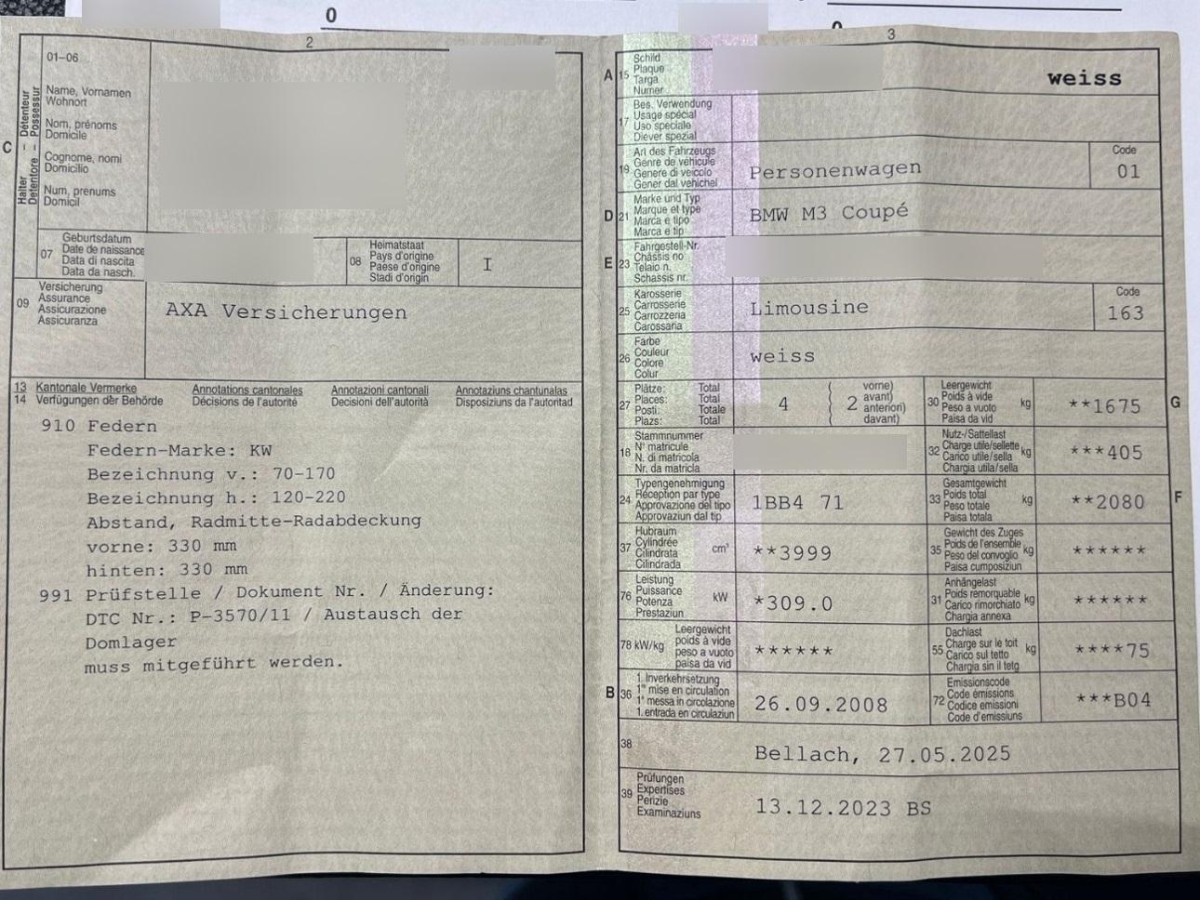 0
0
2
C
Halter – Détenteur
Detentore – Possessur
01–06
Name, Vornamen
Wohnort
Nom, prénoms
Domicile
Cognome, nomi
Domicilio
Num, prenums
Domicil
07
Geburtsdatum
Date de naissance
Data di nascita
Data da nasch.
08
Heimatstaat
Pays d'origine
Paese d'origine
Stadi d'origin
I
09
Versicherung
Assurance
Assicurazione
Assicuranza
AXA Versicherungen
13 Kantonale Vermerke Annotations cantonales Annotazioni cantonali Annotaziuns chantunalas
14 Verfügungen der Behörde Décisions de l'autorité Decisioni dell'autorità Disposiziuns da l'autoritad
910 Federn
Federn-Marke: KW
Bezeichnung v.: 70-170
Bezeichnung h.: 120-220
Abstand, Radmitte-Radabdeckung
vorne: 330 mm
hinten: 330 mm
991 Prüfstelle / Dokument Nr. / Änderung:
DTC Nr.: P-3570/11 / Austausch der
Domlager
muss mitgeführt werden.
3
A 15
Schild
Plaque
Targa
Numer
weiss
17
Bes. Verwendung
Usage spécial
Uso speciale
Diever spezial
19
Art des Fahrzeugs
Genre de véhicule
Genere di veicolo
Gener dal vehichel
Personenwagen
Code
01
D 21
Marke und Typ
Marque et type
Marca e tipo
Marca e tip
BMW M3 Coupé
E 23
Fahrgestell-Nr.
Châssis no
Telaio n.
Schassis nr.
25
Karosserie
Carrosserie
Carrozzeria
Carossaria
Limousine
Code
163
26
Farbe
Couleur
Colore
Colur
weiss
27
Plätze: Total
Places: Total
Posti: Totale
Plazs: Total
4
( vorne)
2 avant)
anteriori)
( davant)
30
Leergewicht
Poids à vide
Peso a vuoto
Paisa da vid
kg
**1675
G
18
Stammnummer
N° matricule
N. di matricola
Nr. da matricla
32
Nutz-/Sattellast
Charge utile/sellette
Carico utile/sella
Chargia utila/sella
kg
***405
24
Typengenehmigung
Réception par type
Approvazione del tipo
Approvaziun dal tip
1BB4 71
33
Gesamtgewicht
Poids total
Peso totale
Paisa totala
kg
**2080
F
37
Hubraum
Cylindrée
Cilindrata
Cilindrada
cm³
**3999
35
Gewicht des Zuges
Poids de l'ensemble
Peso del convoglio
Paisa cumposiziun
kg
******
76
Leistung
Puissance
Potenza
Prestaziun
kW
*309.0
31
Anhängelast
Poids remorquable
Carico rimorchiato
Chargia annexa
kg
******
78 kW/kg
Leergewicht
poids à vide
peso a vuoto
paisa da vid
******
55
Dachlast
Charge sur le toit
Carico sul tetto
Chargia sin il tetg
kg
****75
B 36
1. Inverkehrsetzung
1re mise en circulation
1a messa in circolazione
1. entrada en circulaziun
26.09.2008
72
Emissionscode
Code émissions
Codice emissioni
Code d'emissiuns
***B04
38
Bellach, 27.05.2025
39
Prüfungen
Expertises
Perizie
Examinaziuns
13.12.2023 BS